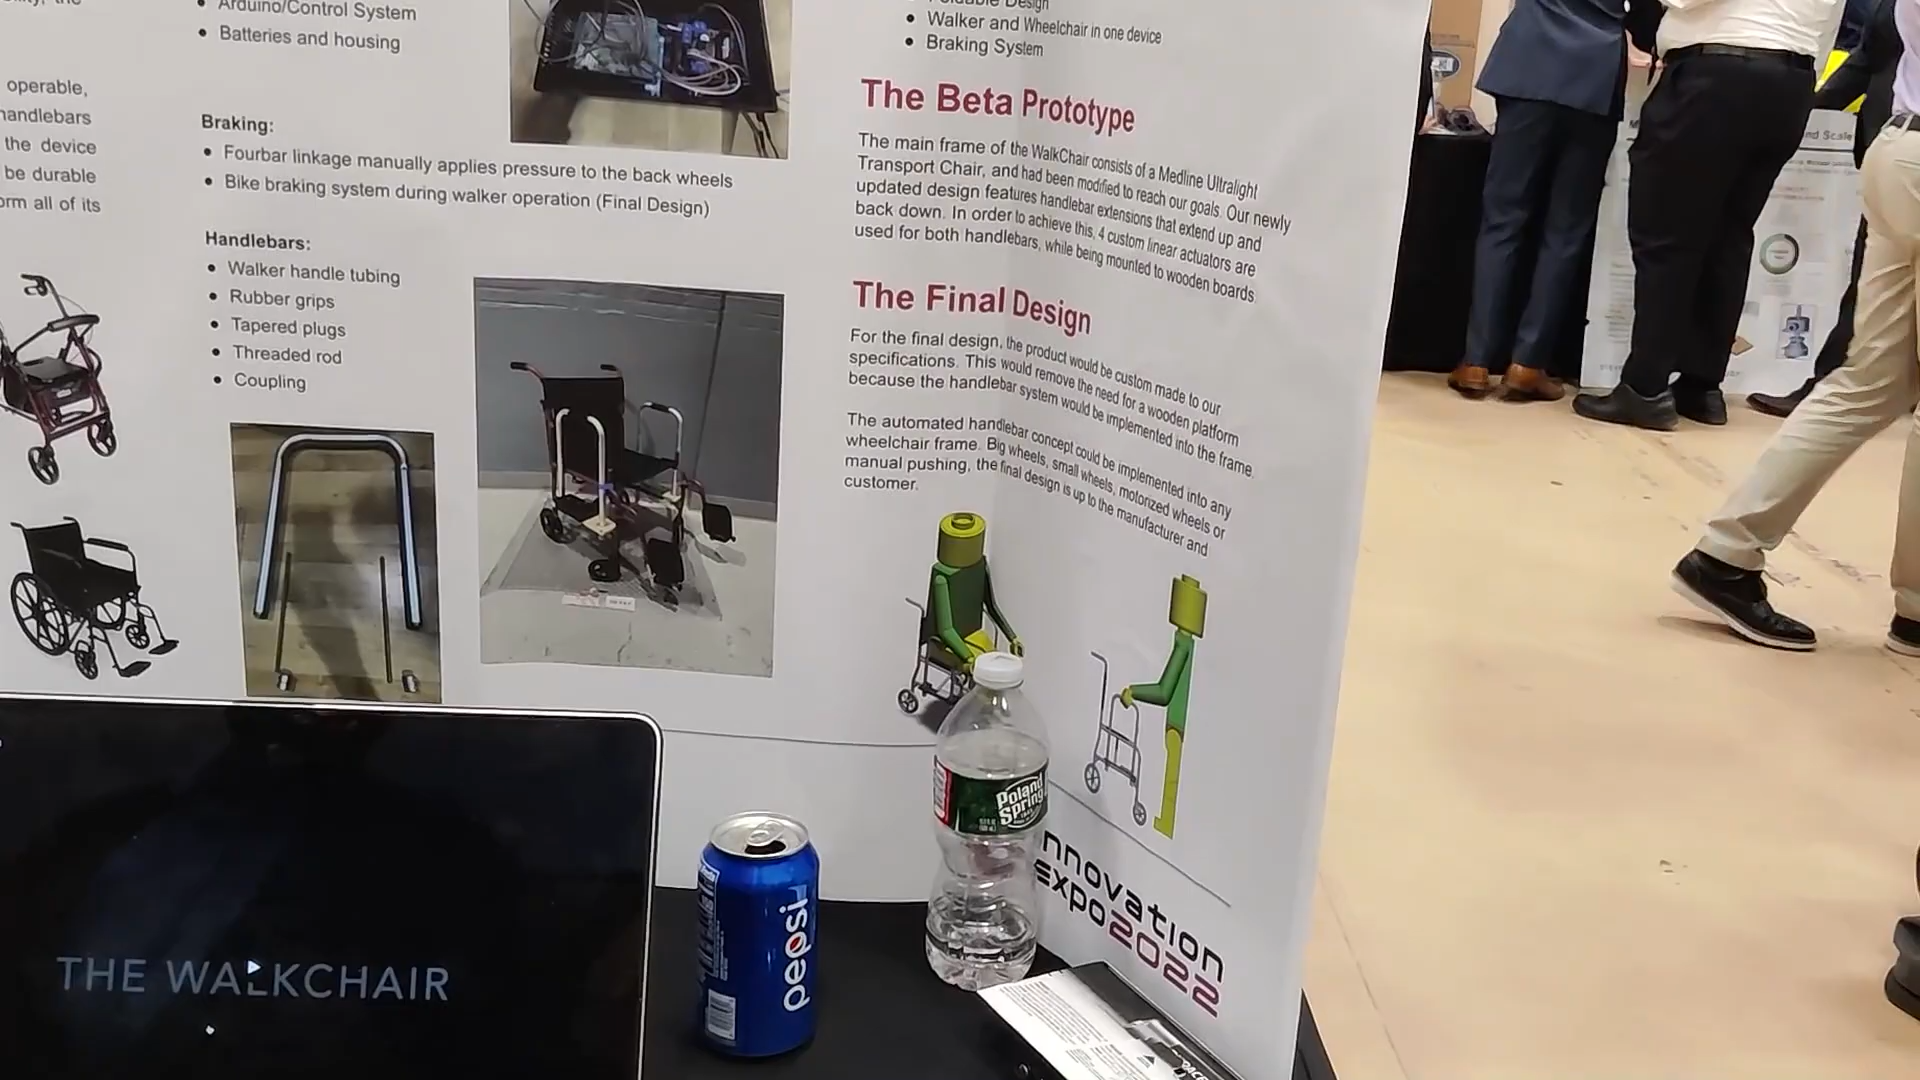 Arduino/Control System
Batteries and housing
operable,
handlebars
the device
be durable
all of its
Braking:
Fourbar linkage manually applies pressure to the back wheels
Bike braking system during walker operation (Final Design)
Handlebars:
Walker handle tubing
Rubber grips
Tapered plugs
Threaded rod
Coupling
Foldable Design
Walker and Wheelchair in one device
Braking System
The Beta Prototype
The main frame of the WalkChair consists of a Medline Ultralight
Transport Chair, and had been modified to reach our goals. Our newly
updated design features handlebar extensions that extend up and
back down. In order to achieve this, 4 custom linear actuators are
used for both handlebars, while being mounted to wooden boards.
The Final Design
For the final design, the product would be custom made to our
specifications. This would remove the need for a wooden platform
because the handlebar system would be implemented into the frame.
The automated handlebar concept could be implemented into any
wheelchair frame. Big wheels, small wheels, motorized wheels or
manual pushing, the final design is up to the manufacturer and
customer.
nnovation
Expo2022
THE WALKCHAIR
pepsi
Poland
Spring
nd Scale